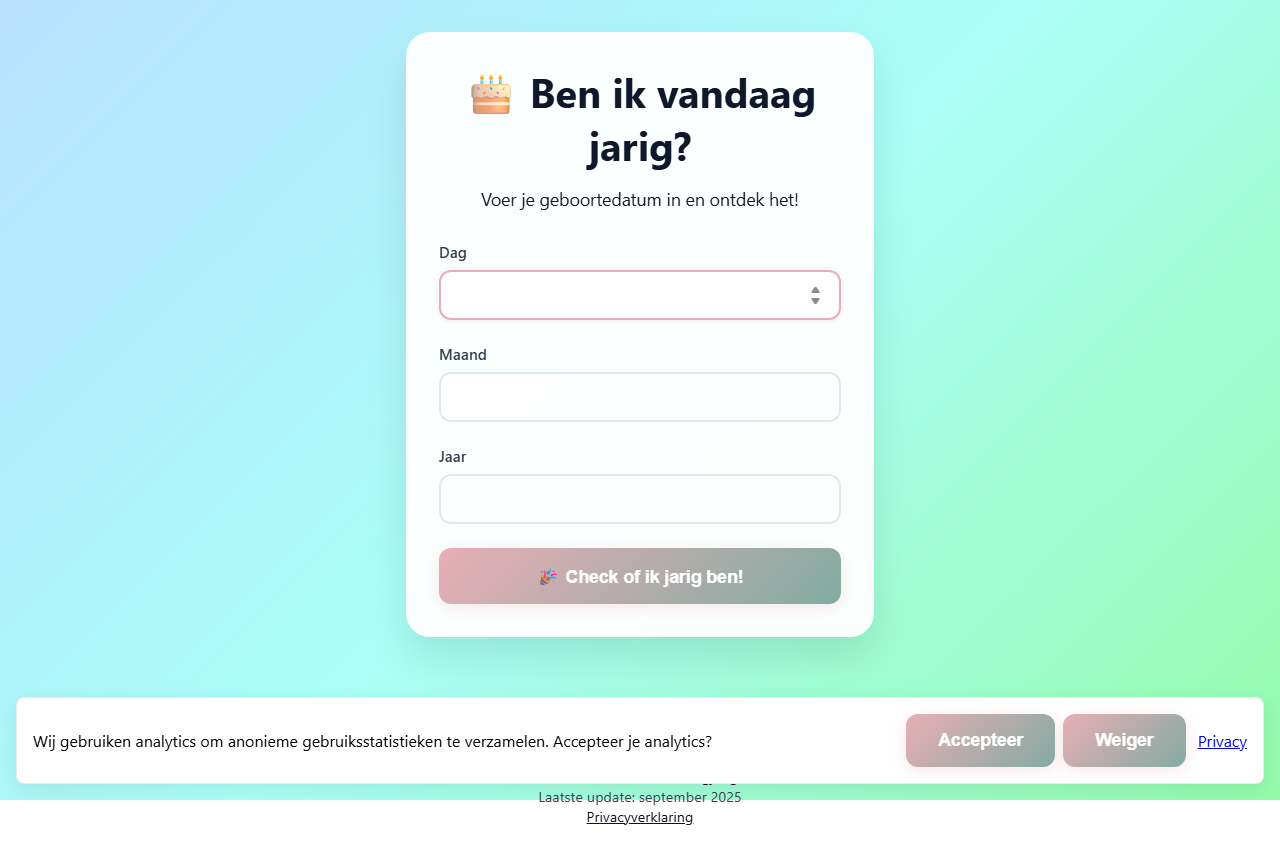 🎂 Ben ik vandaag
jarig?
Voer je geboortedatum in en ontdek het!
Dag
Maand
Jaar
🎉 Check of ik jarig ben!
Wij gebruiken analytics om anonieme gebruiksstatistieken te verzamelen. Accepteer je analytics?
Accepteer
Weiger
Privacy
Laatste update: september 2025
Privacyverklaring